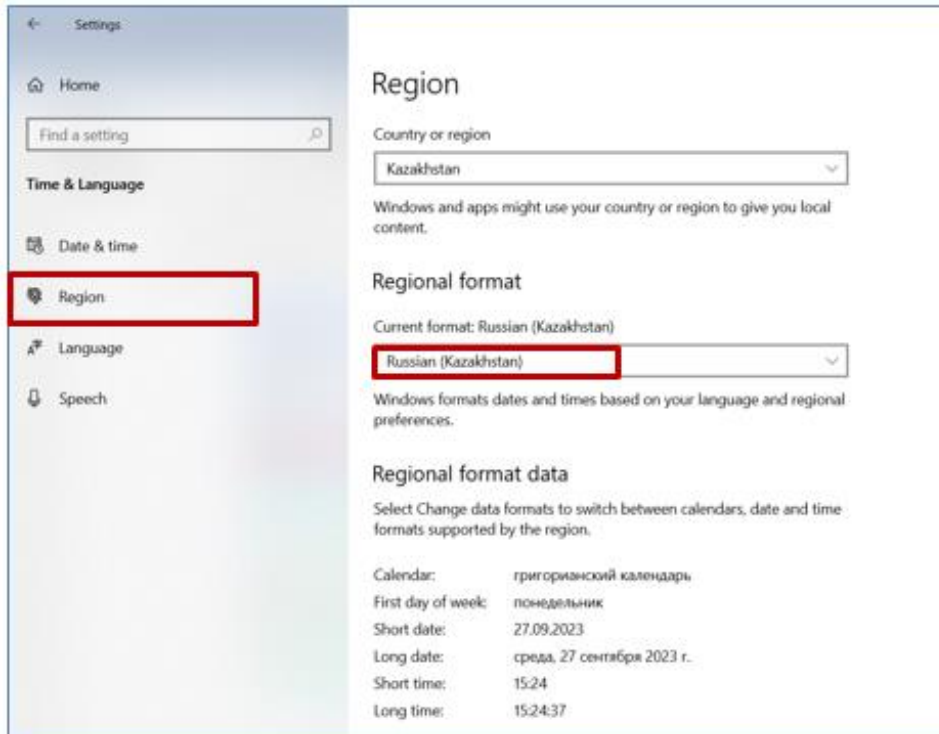 Settings
Home
Find a setting
Time & Language
Date & time
Region
Language
Speech
Region
Country or region
Kazakhstan
Windows and apps might use your country or region to give you local
content.
Regional format
Current format: Russian (Kazakhstan)
Russian (Kazakhstan)
Windows formats dates and times based on your language and regional
preferences.
Regional format data
Select Change data formats to switch between calendars, date and time
formats supported by the region.
Calendar: григорианский календарь
First day of week: понедельник
Short date: 27.09.2023
Long date: среда, 27 сентября 2023 г.
Short time: 15:24
Long time: 15:24:37